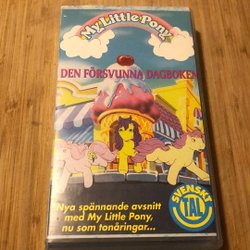 My Little Pony
DEN FÖRSVUNNA DAGBOKEN
Nya spännande avsnitt
med My Little Pony,
nu som tonåringar...
SVENSKT
TAL